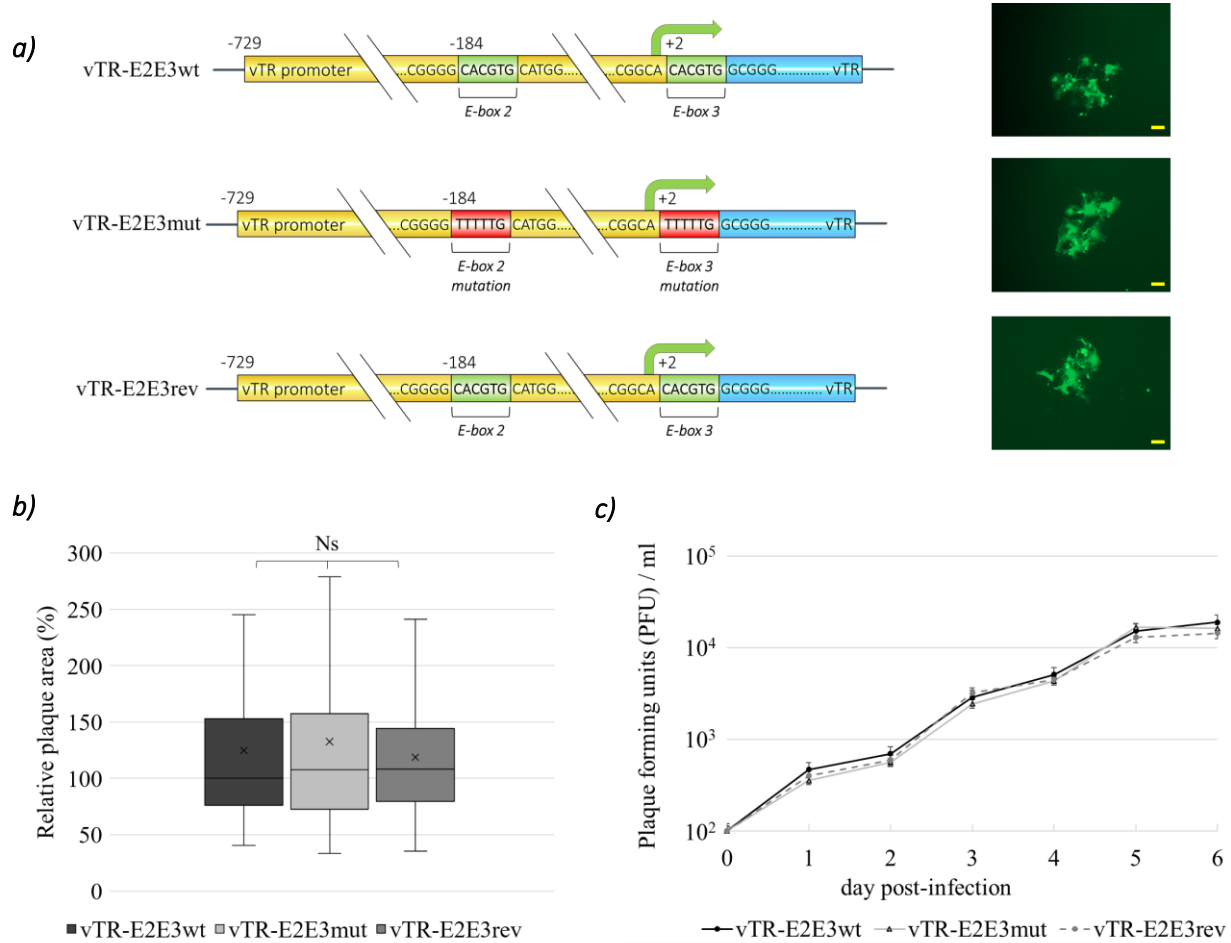 a)
-729 -184 +2
vTR-E2E3wt vTR promoter ...CGGGG CACGTG CATGG..... .....CGGCA CACGTG GCGGG.............. vTR
E-box 2 E-box 3
-729 -184 +2
vTR-E2E3mut vTR promoter ...CGGGG TTTTTG CATGG..... ...CGGCA TTTTTG GCGGG.............. vTR
E-box 2 E-box 3
mutation mutation
-729 -184 +2
vTR-E2E3rev vTR promoter ...CGGGG CACGTG CATGG..... ...CGGCA CACGTG GCGGG.............. vTR
E-box 2 E-box 3
b)
Ns
Relative plaque area (%)
300
250
200
150
100
50
0
vTR-E2E3wt vTR-E2E3mut vTR-E2E3rev
c)
Plaque forming units (PFU) / ml
10⁵
10⁴
10³
10²
0 1 2 3 4 5 6
day post-infection
vTR-E2E3wt vTR-E2E3mut vTR-E2E3rev